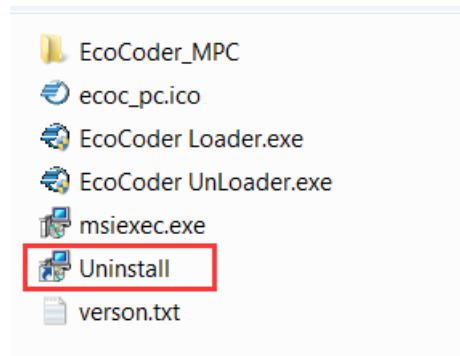 EcoCoder_MPC
ecoc_pc.ico
EcoCoder Loader.exe
EcoCoder UnLoader.exe
msiexec.exe
Uninstall
verson.txt